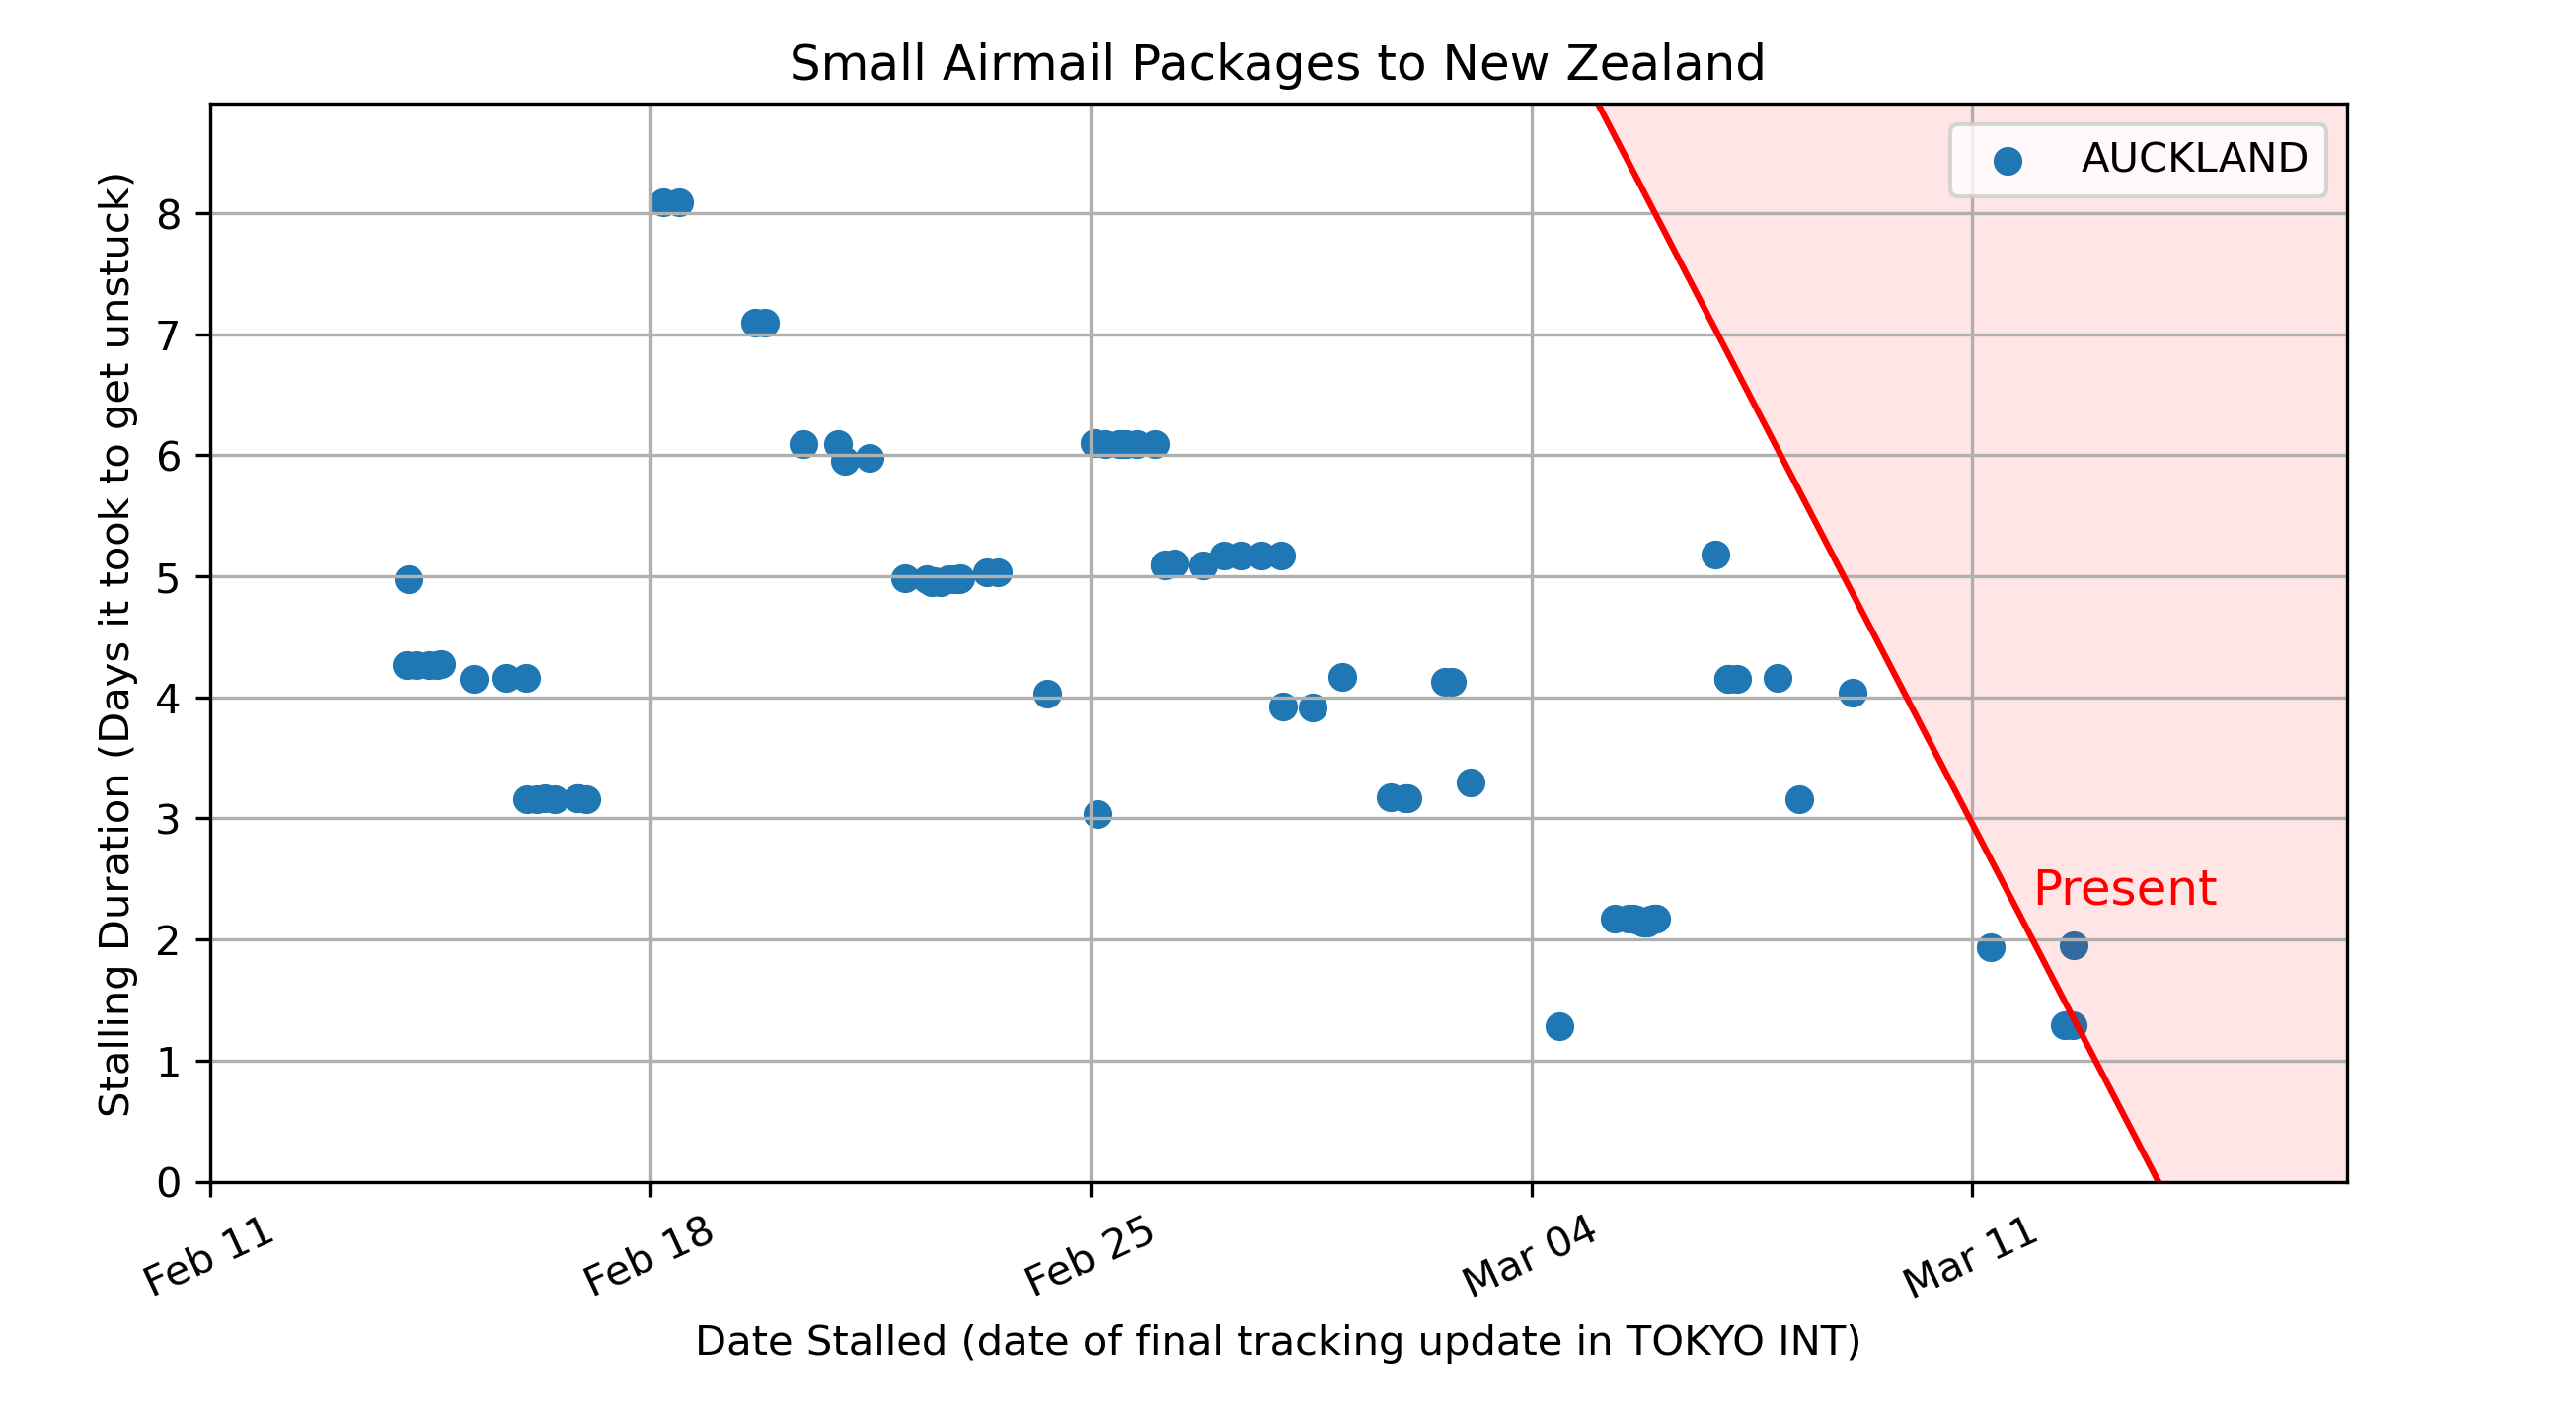 Small Airmail Packages to New Zealand
AUCKLAND
Stalling Duration (Days it took to get unstuck)
8
7
6
5
4
3
2
1
0
Present
Feb 11
Feb 18
Feb 25
Mar 04
Mar 11
Date Stalled (date of final tracking update in TOKYO INT)